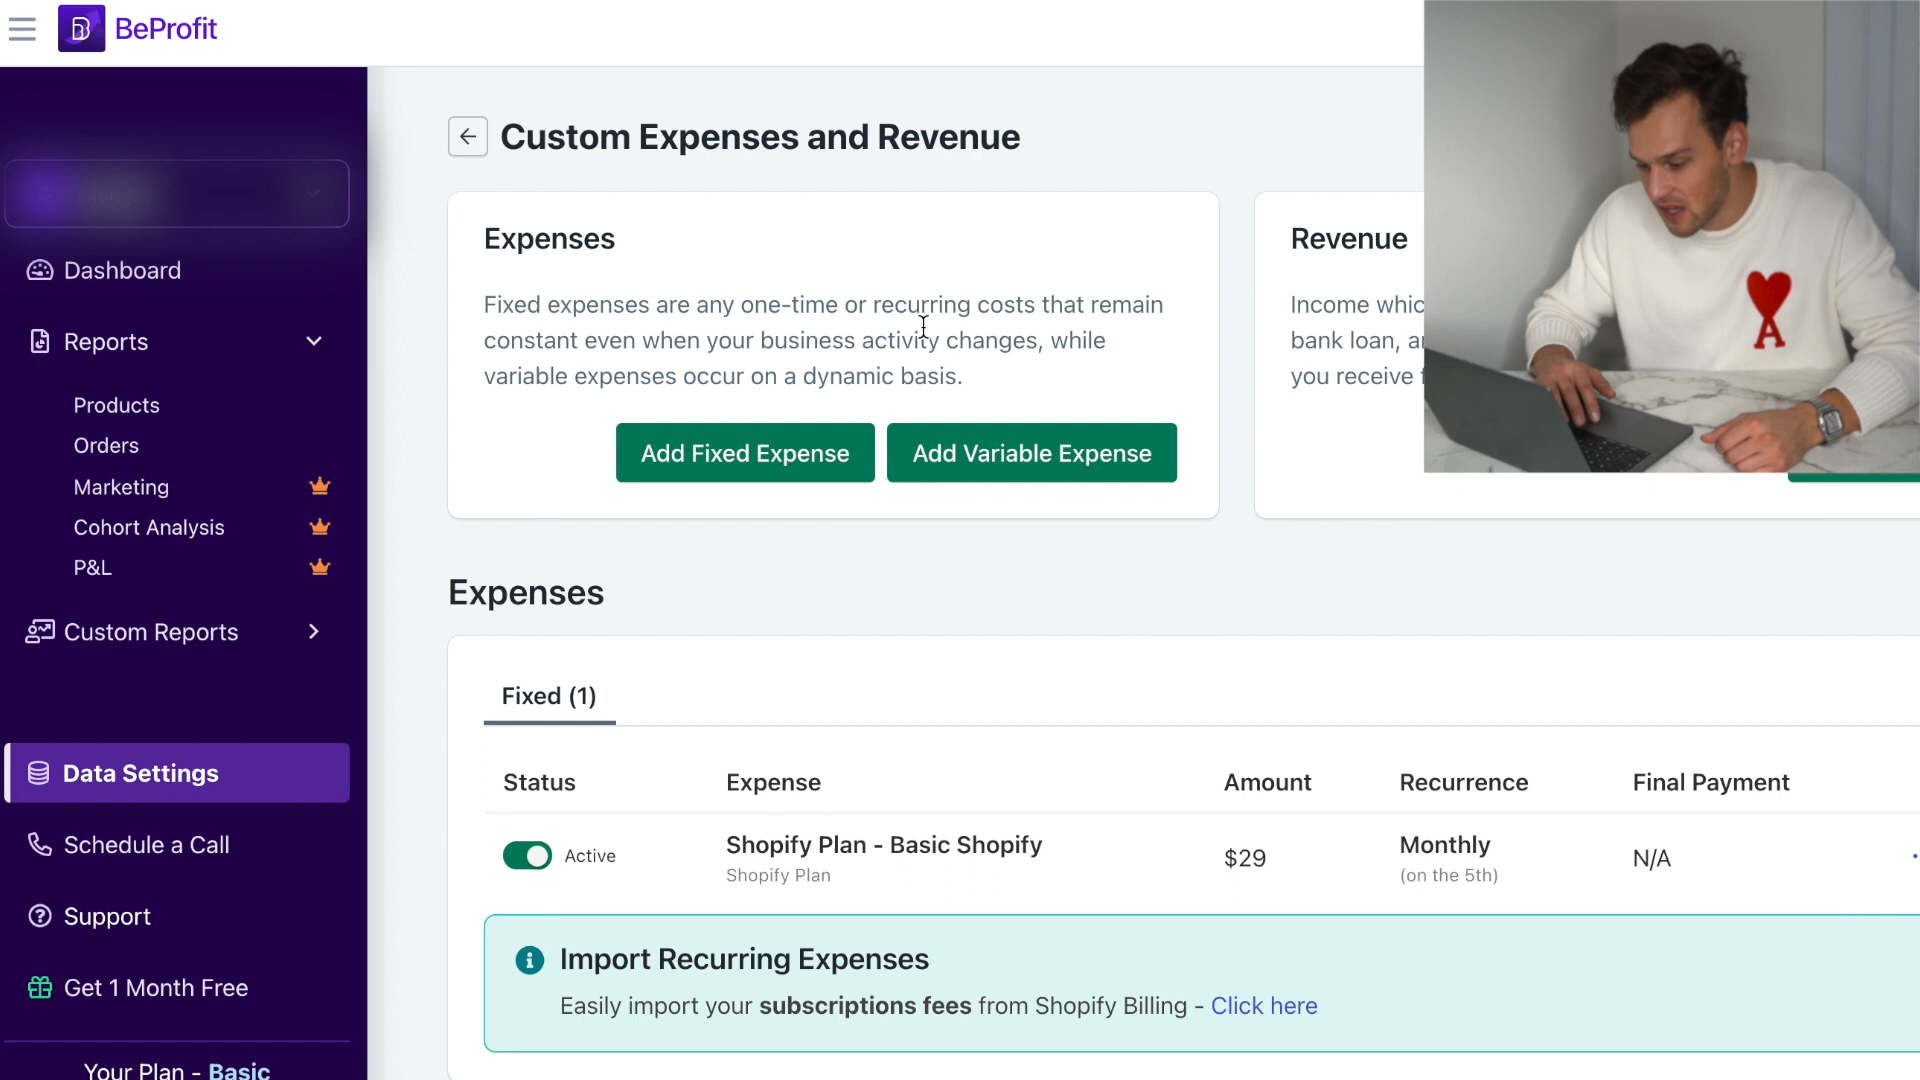 BeProfit
Custom Expenses and Revenue
Expenses
Fixed expenses are any one-time or recurring costs that remain
constant even when your business activity changes, while
variable expenses occur on a dynamic basis.
Add Fixed Expense
Add Variable Expense
Revenue
Income whic
bank loan, a
you receive
Dashboard
Reports
Products
Orders
Marketing
Cohort Analysis
P&L
Custom Reports
Data Settings
Schedule a Call
Support
Get 1 Month Free
Your Plan - Basic
Expenses
Fixed (1)
Status Expense Amount Recurrence Final Payment
Active Shopify Plan - Basic Shopify $29 Monthly N/A
Shopify Plan (on the 5th)
Import Recurring Expenses
Easily import your subscriptions fees from Shopify Billing - Click here